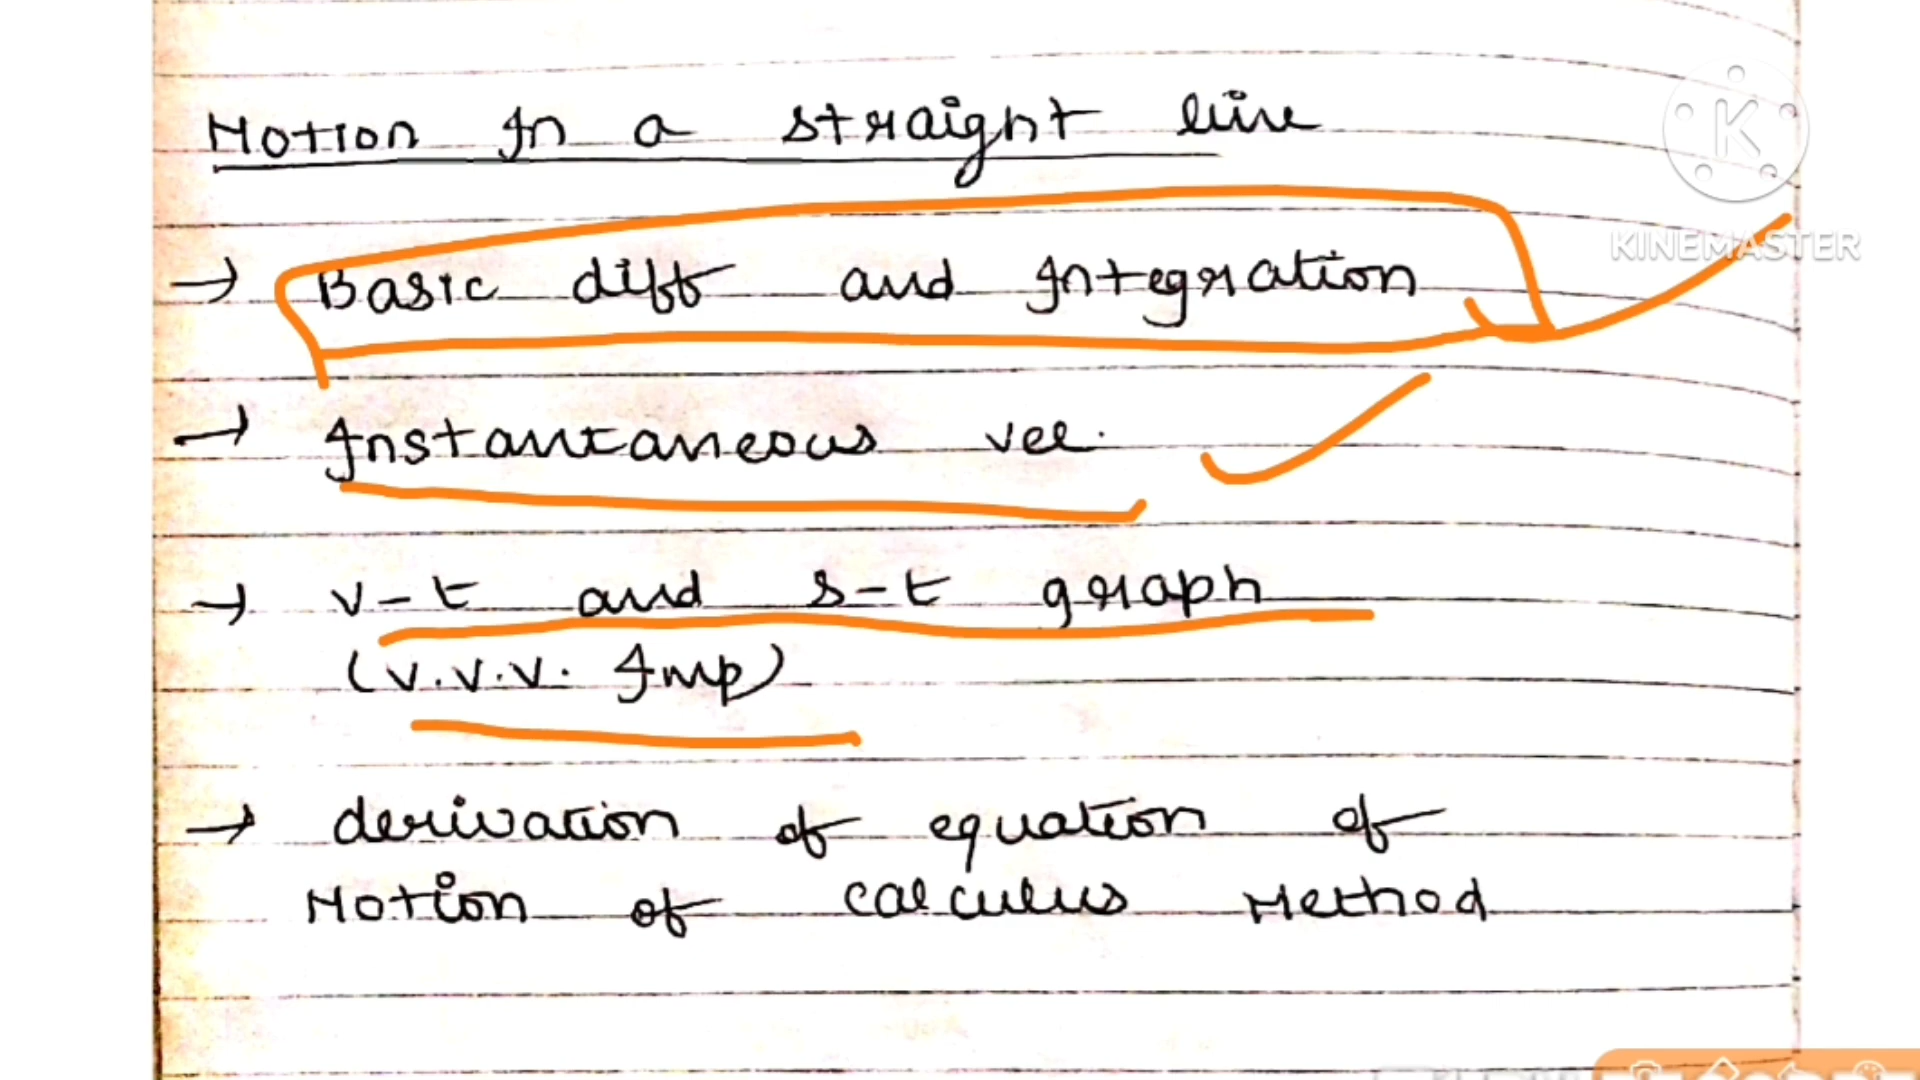 Motion In a straight line
→ Basic diff and Integration
→ Instantaneous vel.
→ v-t and s-t graph
(v.v.v. Imp)
→ derivation of equation of
Motion of calculus Method
K
KINEMASTER